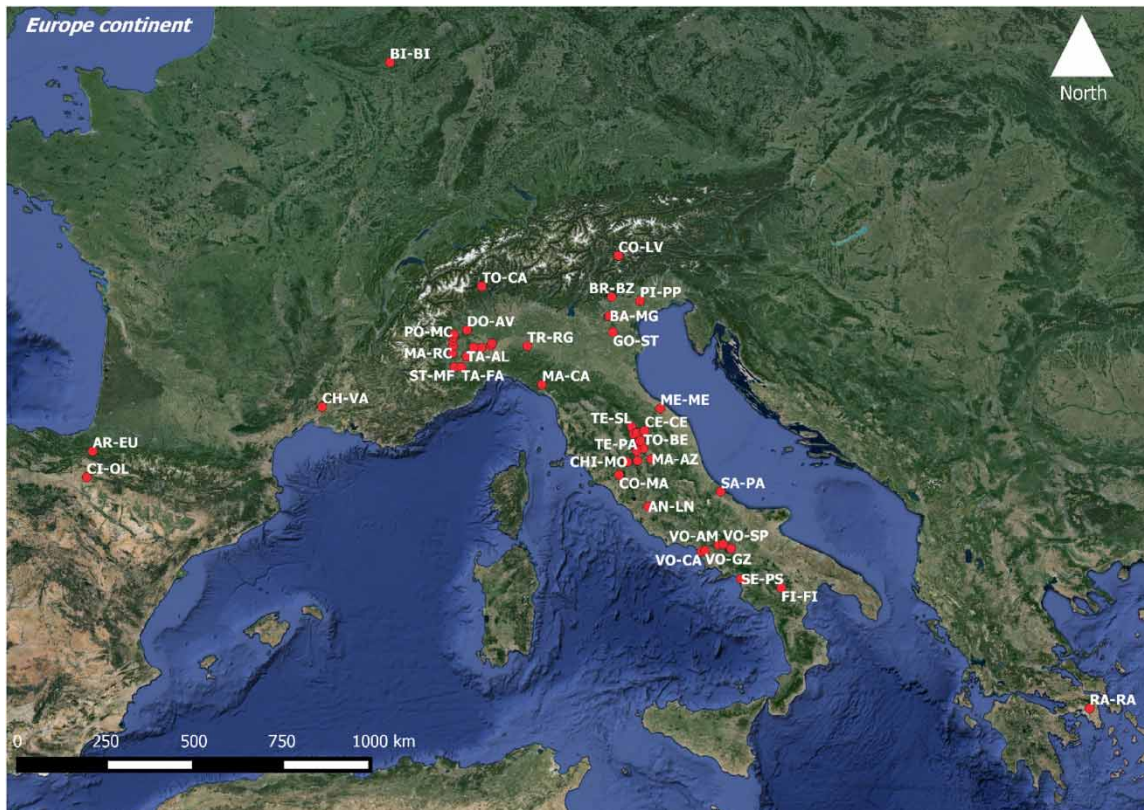 Europe continent
North
BI-BI
CO-LV
TO-CA
BR-BZ
PI-PP
BA-MG
DO-AV
PO-MC
GO-ST
TR-RG
MA-RC
TA-AL
ST-MF
TA-FA
MA-CA
CH-VA
ME-ME
TE-SL
CE-CE
AR-EU
TE-PA
TO-BE
CHI-MO
MA-AZ
CI-OL
CO-MA
SA-PA
AN-LN
VO-AM
VO-SP
VO-CA
VO-GZ
SE-PS
FI-FI
RA-RA
0 250 500 750 1000 km